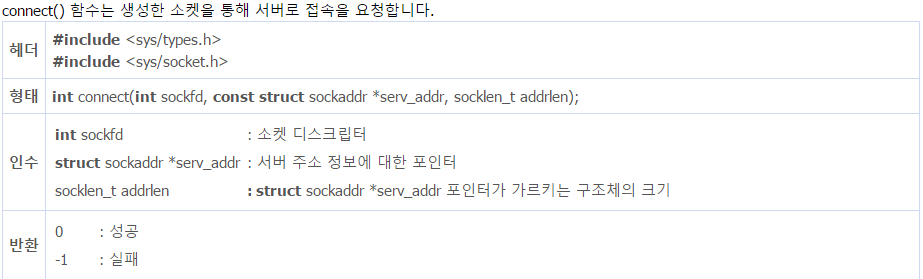 connect() 함수는 생성한 소켓을 통해 서버로 접속을 요청합니다.
헤더
#include <sys/types.h>
#include <sys/socket.h>
형태
int connect(int sockfd, const struct sockaddr *serv_addr, socklen_t addrlen);
인수
int sockfd : 소켓 디스크립터
struct sockaddr *serv_addr : 서버 주소 정보에 대한 포인터
socklen_t addrlen : struct sockaddr *serv_addr 포인터가 가르키는 구조체의 크기
반환
0 : 성공
-1 : 실패